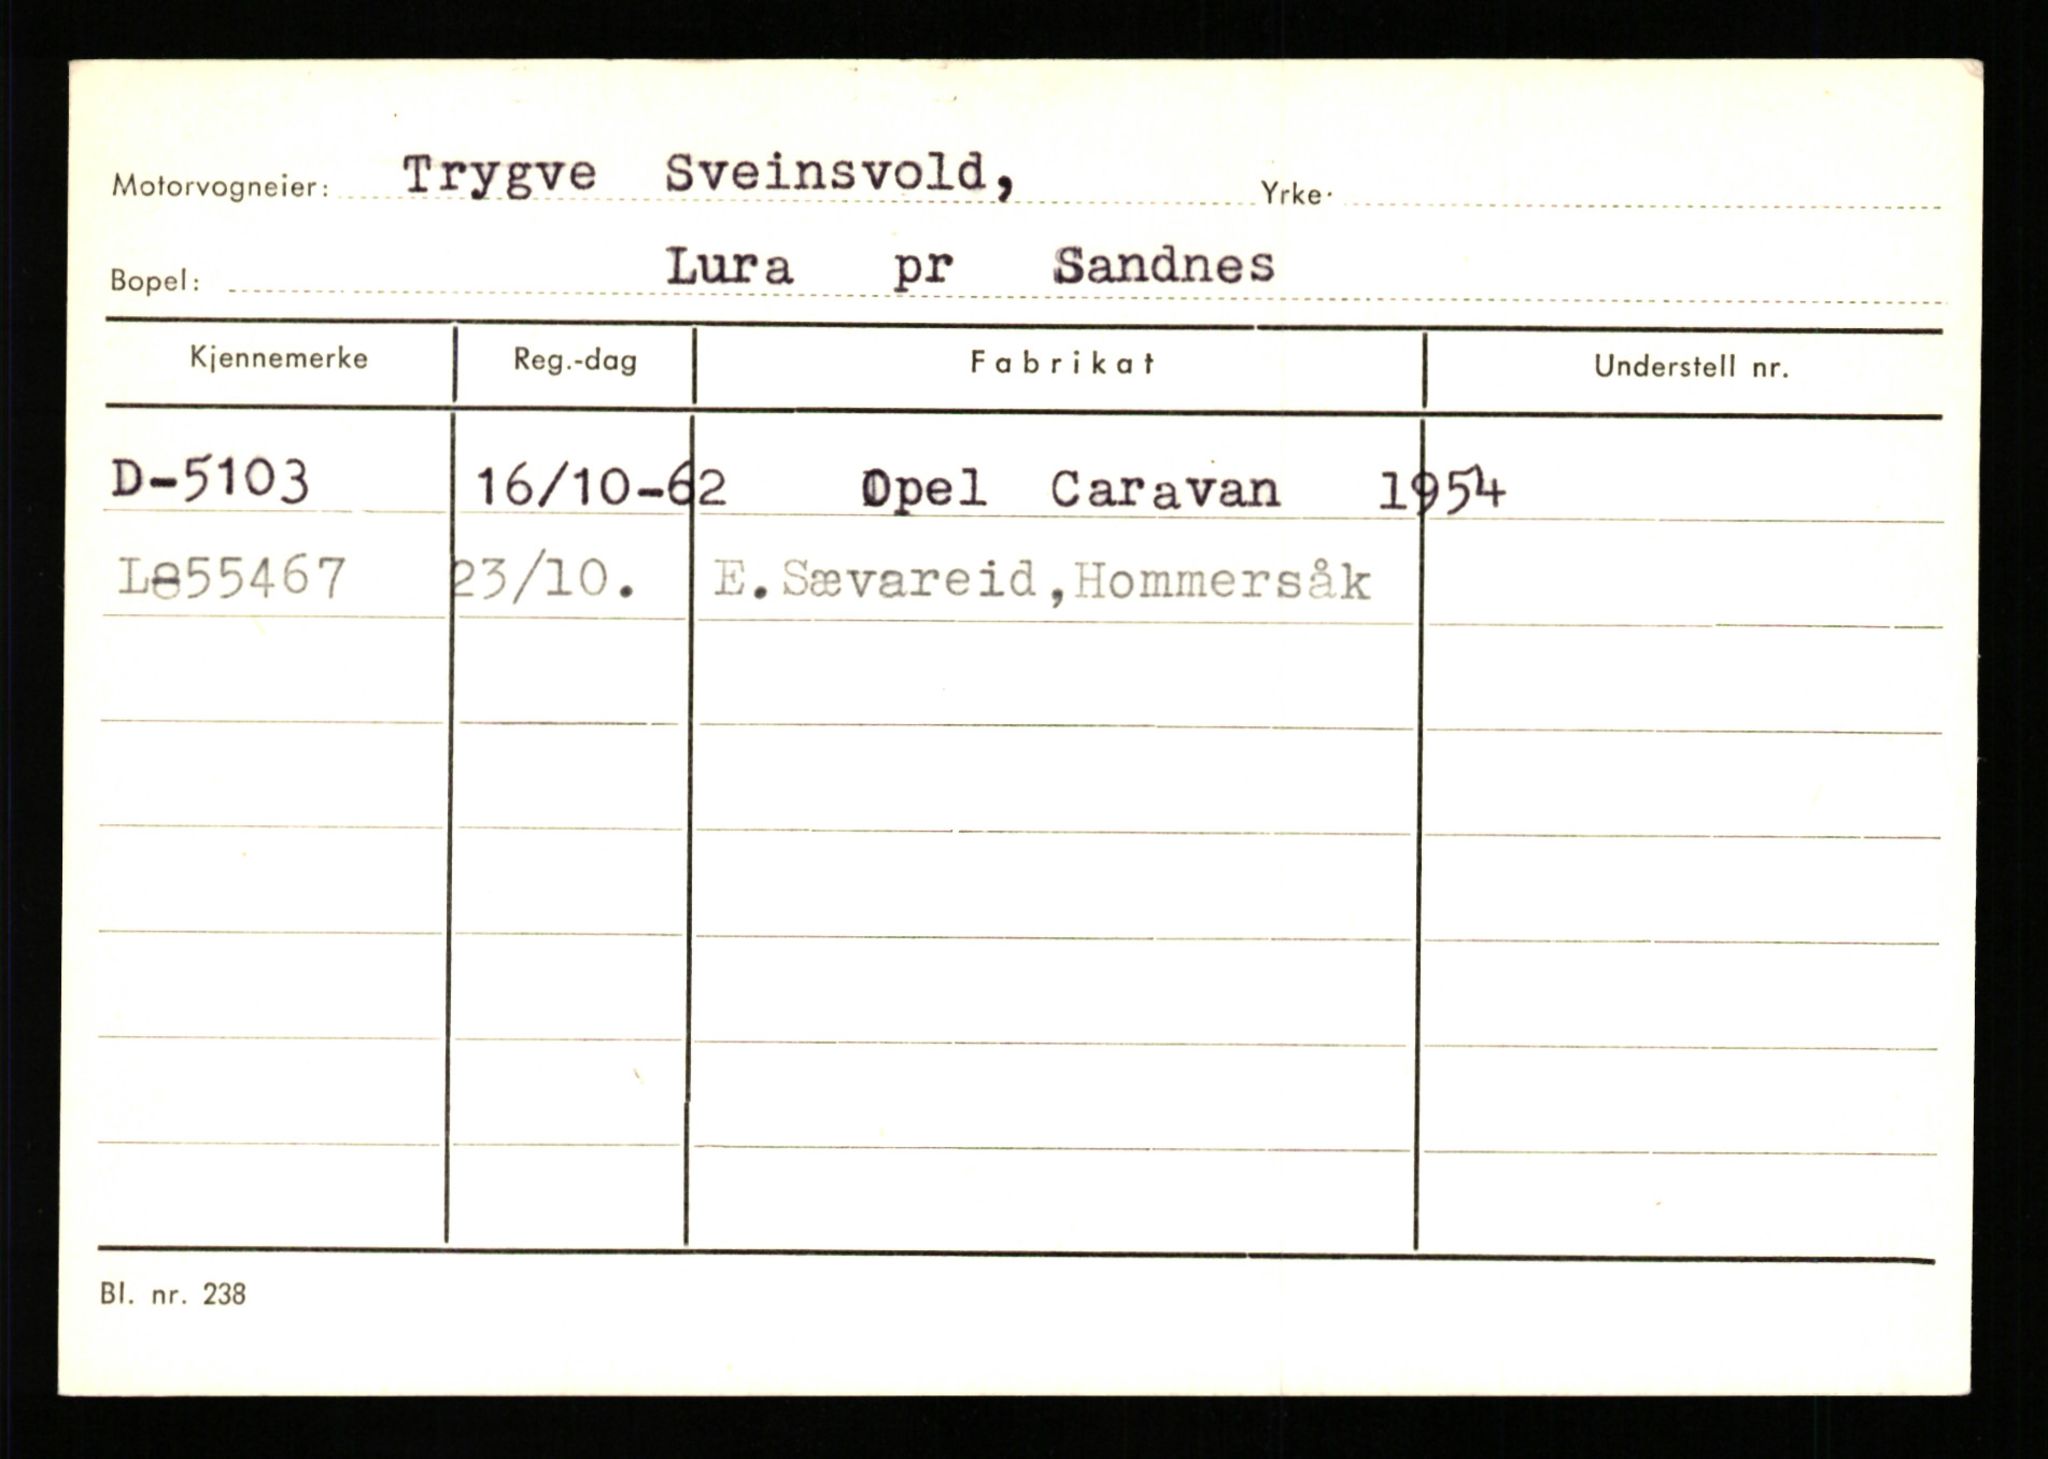 Motorvogneier: Trygve Sveinsvold, Yrke·
Bopel: Lura pr Sandnes
Kjennemerke Reg.-dag Fabrikat Understell nr.
D-5103 16/10-62 Opel Caravan 1954
L855467 23/10. E.Sævareid,Hommersåk
Bl. nr. 238